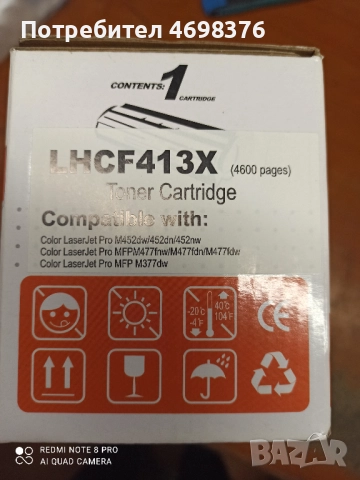 Потребител 4698376
CONTENTS: 1
CARTRIDGE
LHCF413X (4600 pages)
Toner Cartridge
Compatible with:
Color LaserJet Pro M452dw/452dn/452nw
Color LaserJet Pro MFPM477fnw/M477fdn/M477fdw
Color LaserJet Pro MFP M377dw
-20°C
-4°F
40°C
104°F
CE
REDMI NOTE 8 PRO
AI QUAD CAMERA
BAZAR